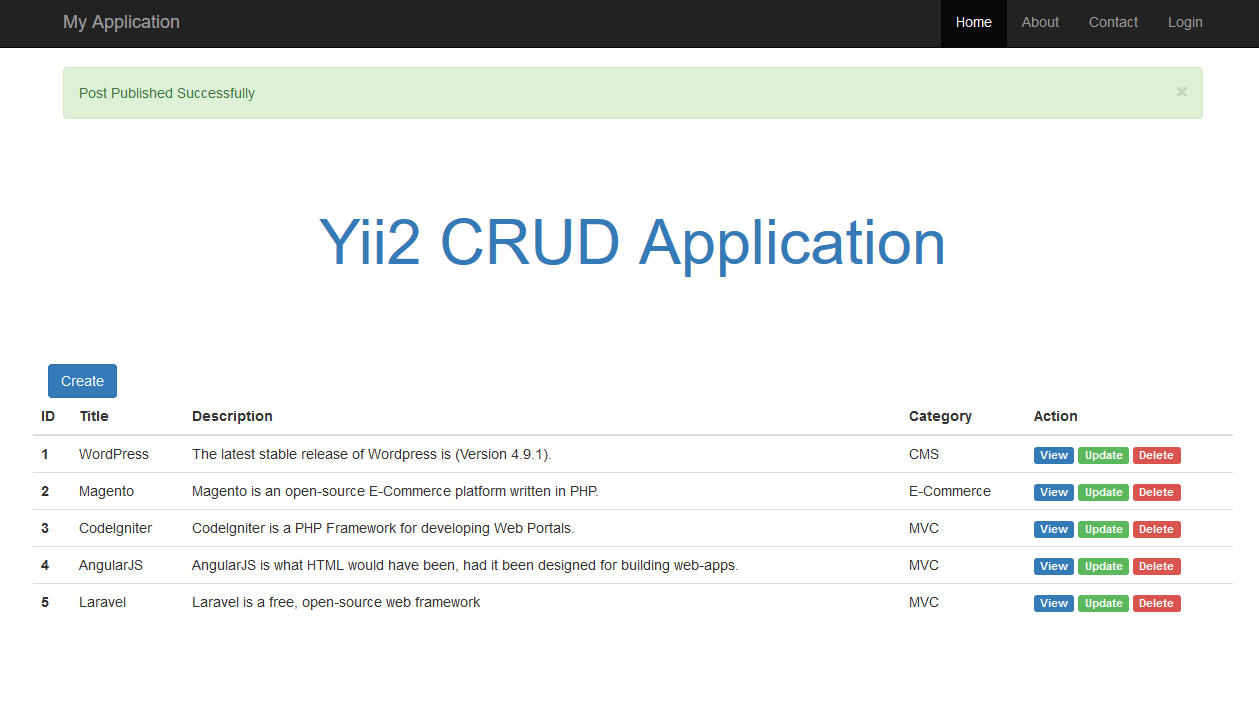 My Application Home About Contact Login
Post Published Successfully ×
Yii2 CRUD Application
Create
ID Title Description Category Action
1 WordPress The latest stable release of Wordpress is (Version 4.9.1). CMS View Update Delete
2 Magento Magento is an open-source E-Commerce platform written in PHP. E-Commerce View Update Delete
3 CodeIgniter CodeIgniter is a PHP Framework for developing Web Portals. MVC View Update Delete
4 AngularJS AngularJS is what HTML would have been, had it been designed for building web-apps. MVC View Update Delete
5 Laravel Laravel is a free, open-source web framework MVC View Update Delete